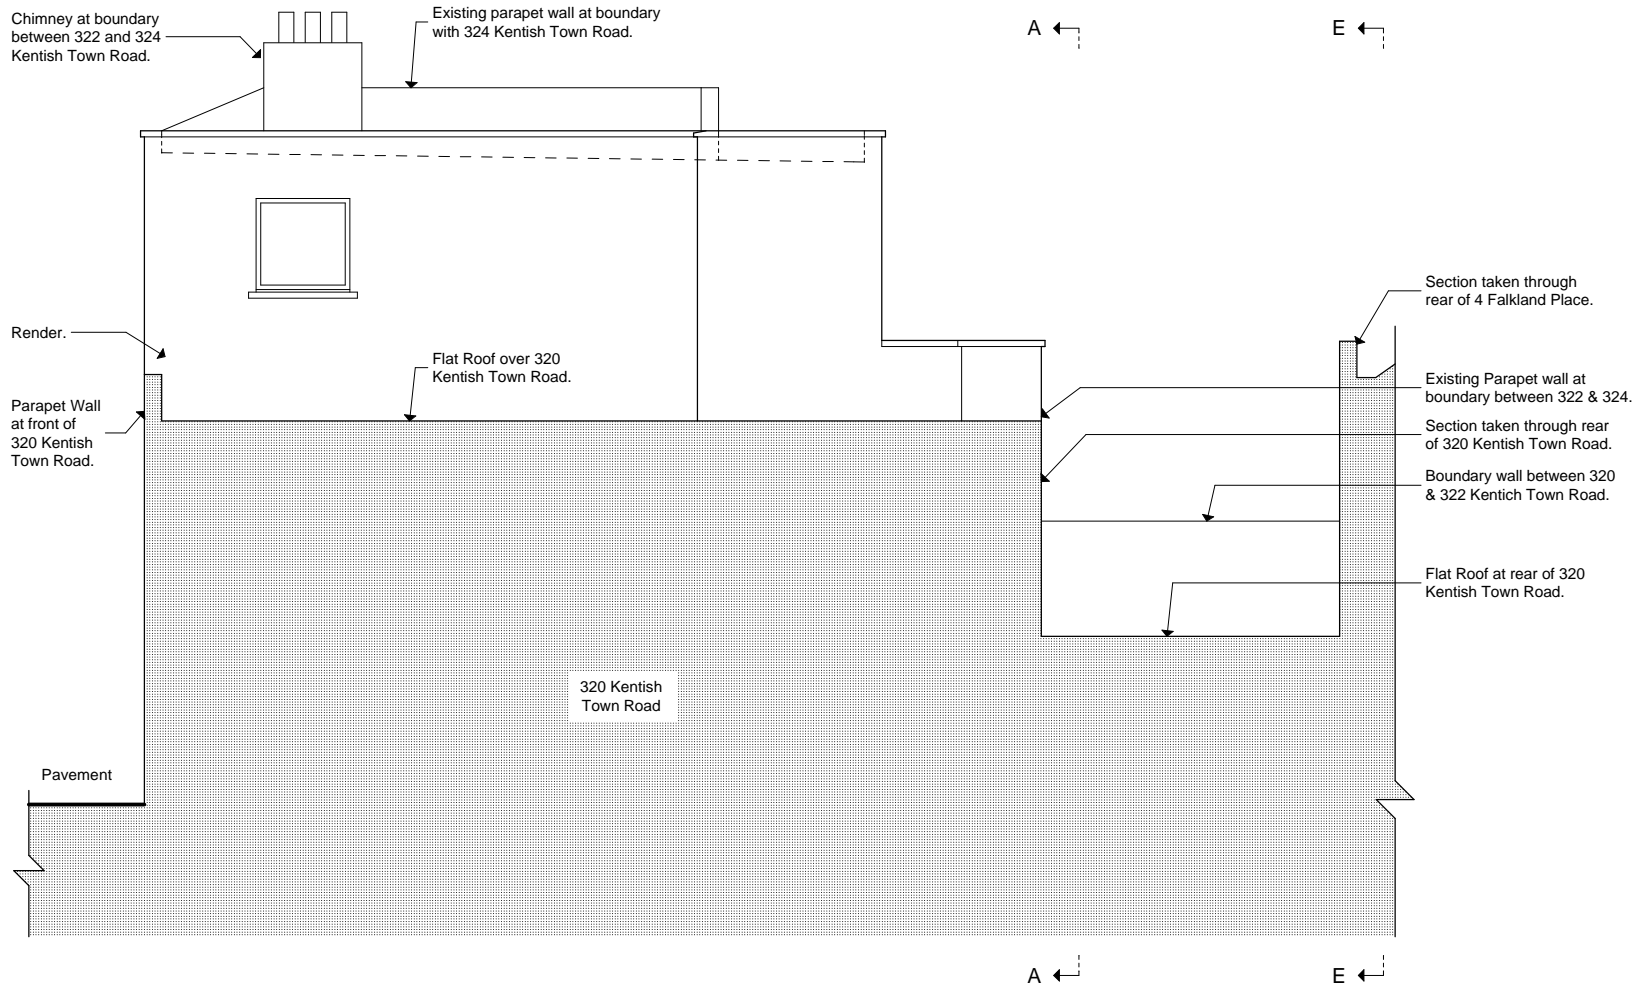 Chimney at boundary
between 322 and 324
Kentish Town Road.
Existing parapet wall at boundary
with 324 Kentish Town Road.
A
E
Section taken through
rear of 4 Falkland Place.
Render.
Flat Roof over 320
Kentish Town Road.
Existing Parapet wall at
boundary between 322 & 324.
Parapet Wall
at front of
320 Kentish
Town Road.
Section taken through rear
of 320 Kentish Town Road.
Boundary wall between 320
& 322 Kentich Town Road.
Flat Roof at rear of 320
Kentish Town Road.
320 Kentish
Town Road
Pavement
A
E